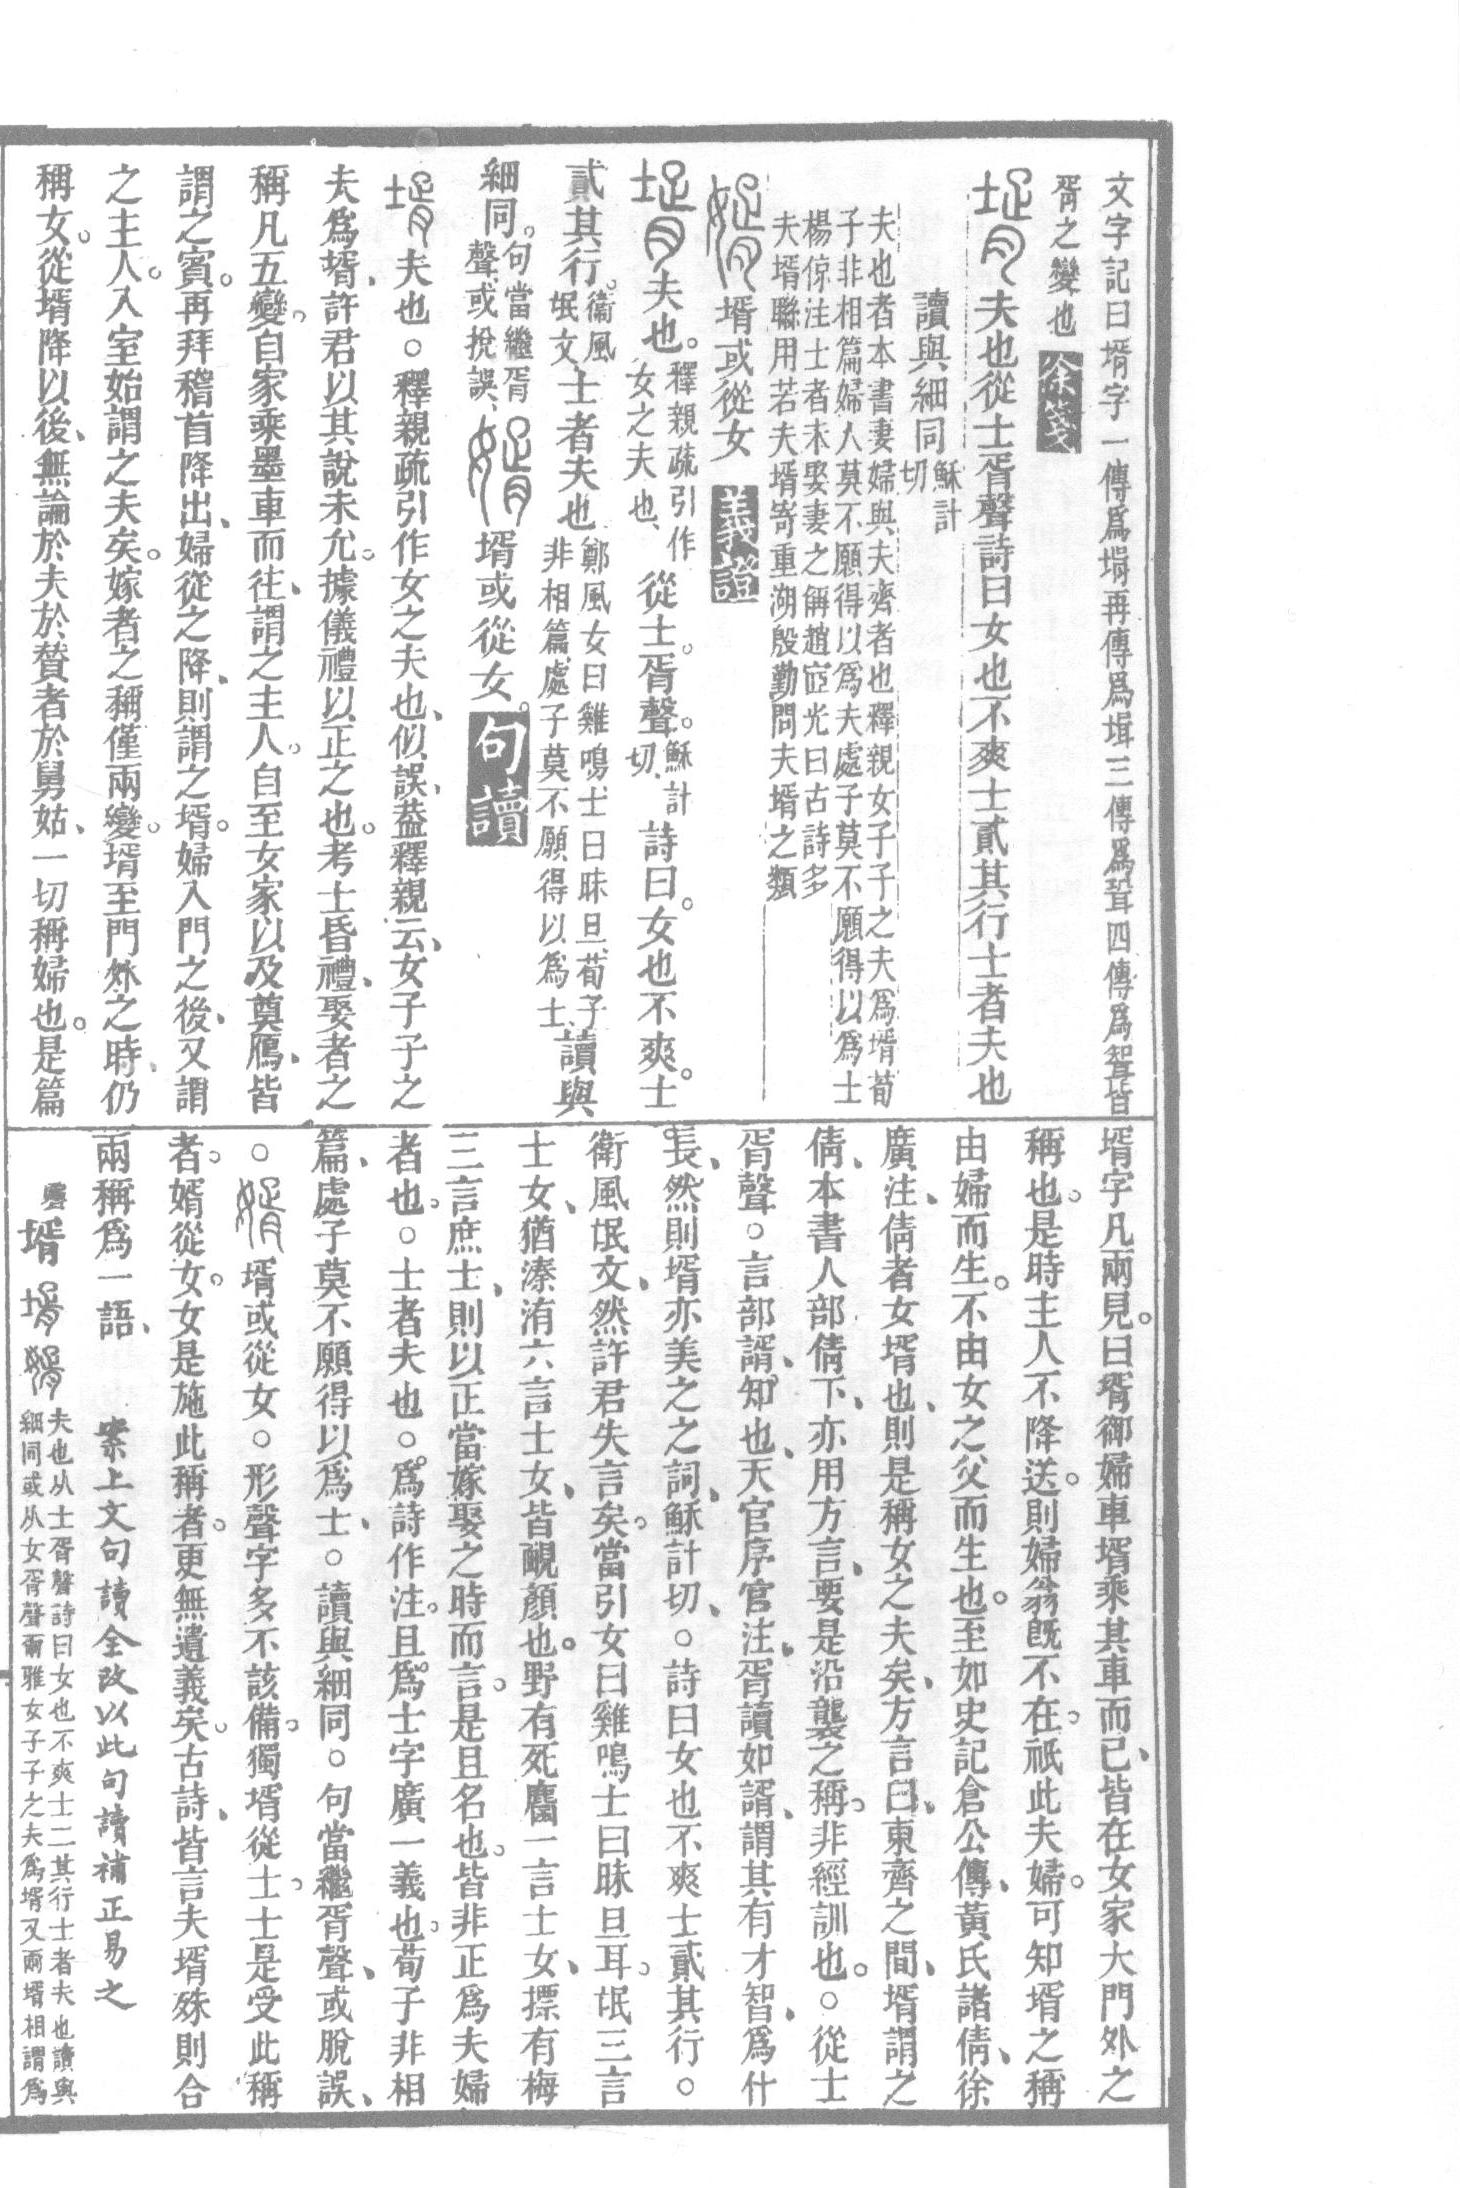 文字記曰壻字一傳爲壻再傳爲壻三傳爲聟四傳爲聟皆
胥之變也 徐箋
壻夫也從士胥聲詩曰女也不爽士貳其行士者夫也
讀與細同穌計切
夫也者本書妻婦與夫齊者也釋親女子子之夫爲壻荀
子非相篇婦人莫不願得以爲夫處子莫不願得以爲士
楊倞注士者未娶妻之稱趙宧光曰古詩多
夫壻聯用若夫壻寄重湖殷勤問夫壻之類
壻或從女 義證
壻夫也。釋親疏引作女之夫也、從士。胥聲。穌計切、詩曰。女也不爽。士
貳其行。衞風氓文、士者夫也鄭風女曰雞鳴、士曰昧旦、荀子非相篇、處子莫不願得以爲士、讀與
細同。句當繼胥聲、或挩誤、壻或從女。句讀
壻夫也。釋親疏引作女之夫也、似誤、葢釋親云、女子子之
夫爲壻、許君以其說未允。據儀禮以正之也。考士昏禮、娶者之
稱凡五變。自家乘墨車而往、謂之主人。自至女家以及奠鴈、皆
謂之賓。再拜稽首降出、婦從之降、則謂之壻。婦入門之後、又謂
之主人。入室始謂之夫矣。嫁者之稱僅兩變。壻至門外之時、仍
稱女。從壻降以後、無論於夫於贊者於舅姑、一切稱婦也。是篇
壻字凡兩見。曰壻御婦車、壻乘其車而已、皆在女家大門外之
稱也。是時主人不降送。則婦翁旣不在。祇此夫婦。可知壻之稱
由婦而生。不由女之父而生也。至如史記倉公傳、黃氏諸倩、徐
廣注、倩者女壻也、則是稱女之夫矣、方言曰、東齊之間、壻謂之
倩、本書人部倩下、亦用方言、要是沿襲之稱。非經訓也。○從士
胥聲。○言部諝、知也、天官序官注、胥讀如諝、謂其有才智、爲什
長、然則壻亦美之之詞、穌計切、○詩曰女也不爽士貳其行。○
衛風氓文、然許君失言矣。當引女曰雞鳴士曰昧旦耳。氓三言
士女、猶溱洧六言士女、皆靦顏也。野有死麕一言士女、摽有梅
三言庶士、則以正當嫁娶之時而言。是且名也。皆非正爲夫婦
者也。○士者夫也。○爲詩作注。且爲士字廣一義也。荀子非相
篇、處子莫不願得以爲士、○讀與細同。○句當繼胥聲、或脫誤、
○壻或從女。○形聲字多不該備。獨壻從士。士是受此稱
者。婿從女。女是施此稱者。更無遺義矣。古詩、皆言夫壻殊則合
兩稱爲一語、 案上文句讀全改以此句讀補正易之
壻 夫也从士胥聲詩曰女也不爽士二其行士者夫也讀與
細同或从女胥聲爾雅女子子之夫爲壻又兩壻相謂爲